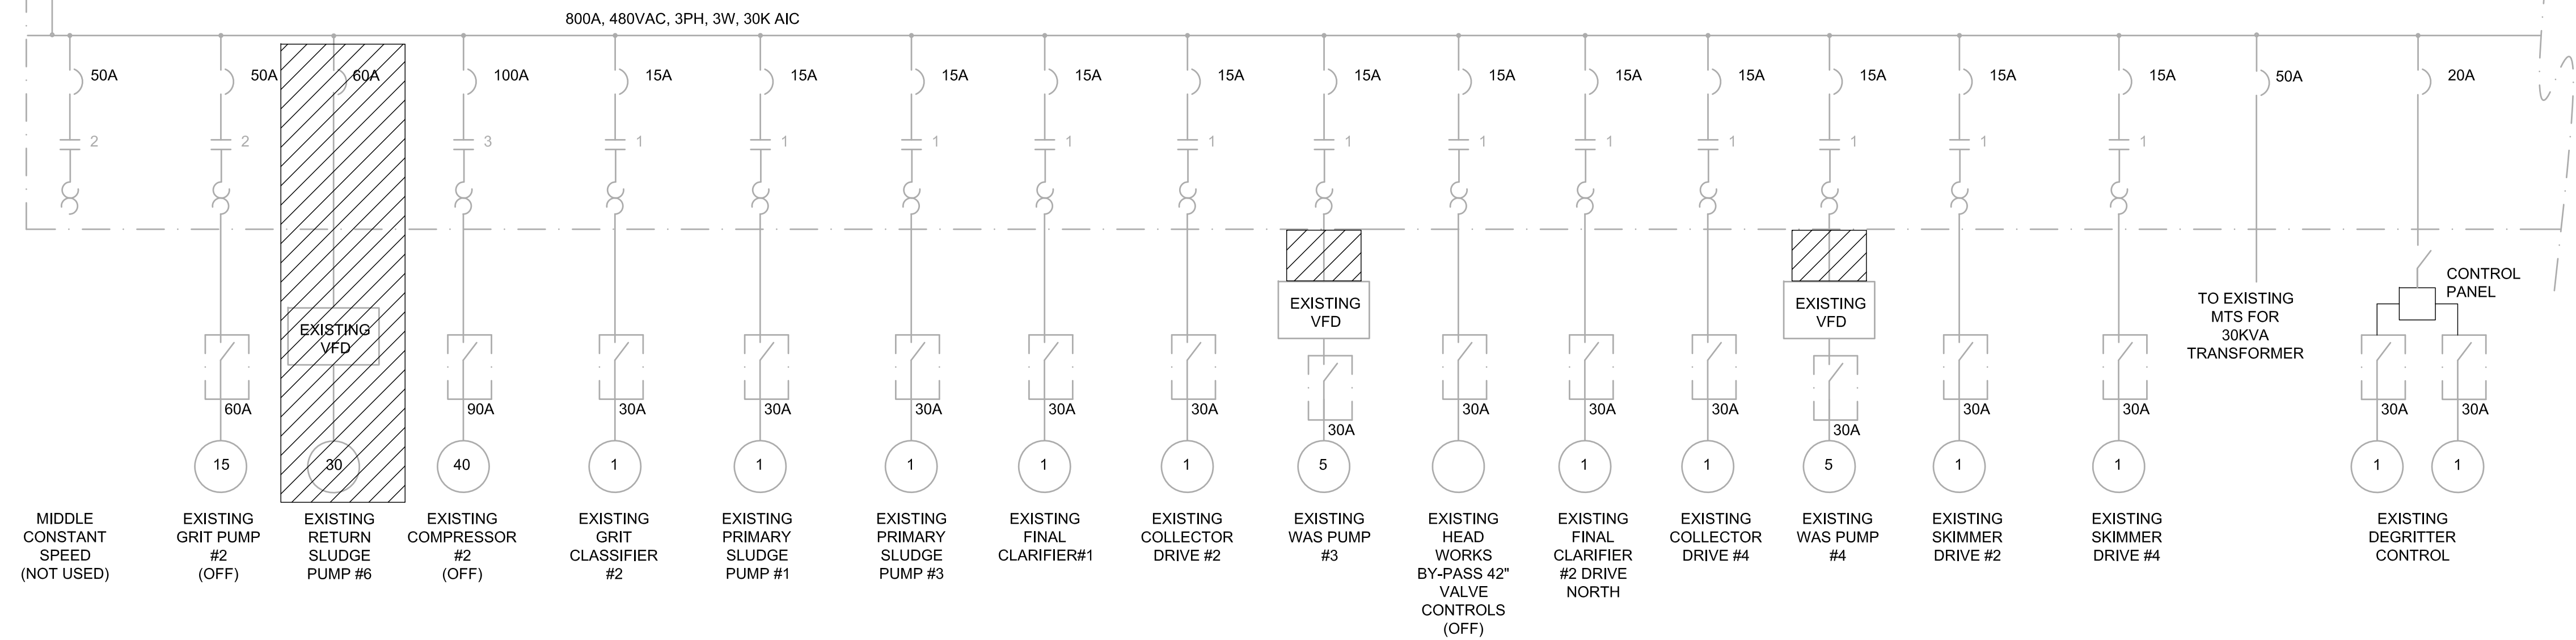 800A, 480VAC, 3PH, 3W, 30K AIC
50A
50A
60A
100A
15A
15A
15A
15A
15A
15A
15A
15A
15A
15A
15A
15A
50A
20A
2
2
3
1
1
1
1
1
1
1
1
1
1
1
1
EXISTING
VFD
EXISTING
VFD
EXISTING
VFD
TO EXISTING
MTS FOR
30KVA
TRANSFORMER
CONTROL
PANEL
60A
90A
30A
30A
30A
30A
30A
30A
30A
30A
30A
30A
30A
30A
30A
30A
15
30
40
1
1
1
1
1
5
1
1
5
1
1
1
1
MIDDLE
CONSTANT
SPEED
(NOT USED)
EXISTING
GRIT PUMP
#2
(OFF)
EXISTING
RETURN
SLUDGE
PUMP #6
EXISTING
COMPRESSOR
#2
(OFF)
EXISTING
GRIT
CLASSIFIER
#2
EXISTING
PRIMARY
SLUDGE
PUMP #1
EXISTING
PRIMARY
SLUDGE
PUMP #3
EXISTING
FINAL
CLARIFIER#1
EXISTING
COLLECTOR
DRIVE #2
EXISTING
WAS PUMP
#3
EXISTING
HEAD
WORKS
BY-PASS 42"
VALVE
CONTROLS
(OFF)
EXISTING
FINAL
CLARIFIER
#2 DRIVE
NORTH
EXISTING
COLLECTOR
DRIVE #4
EXISTING
WAS PUMP
#4
EXISTING
SKIMMER
DRIVE #2
EXISTING
SKIMMER
DRIVE #4
EXISTING
DEGRITTER
CONTROL